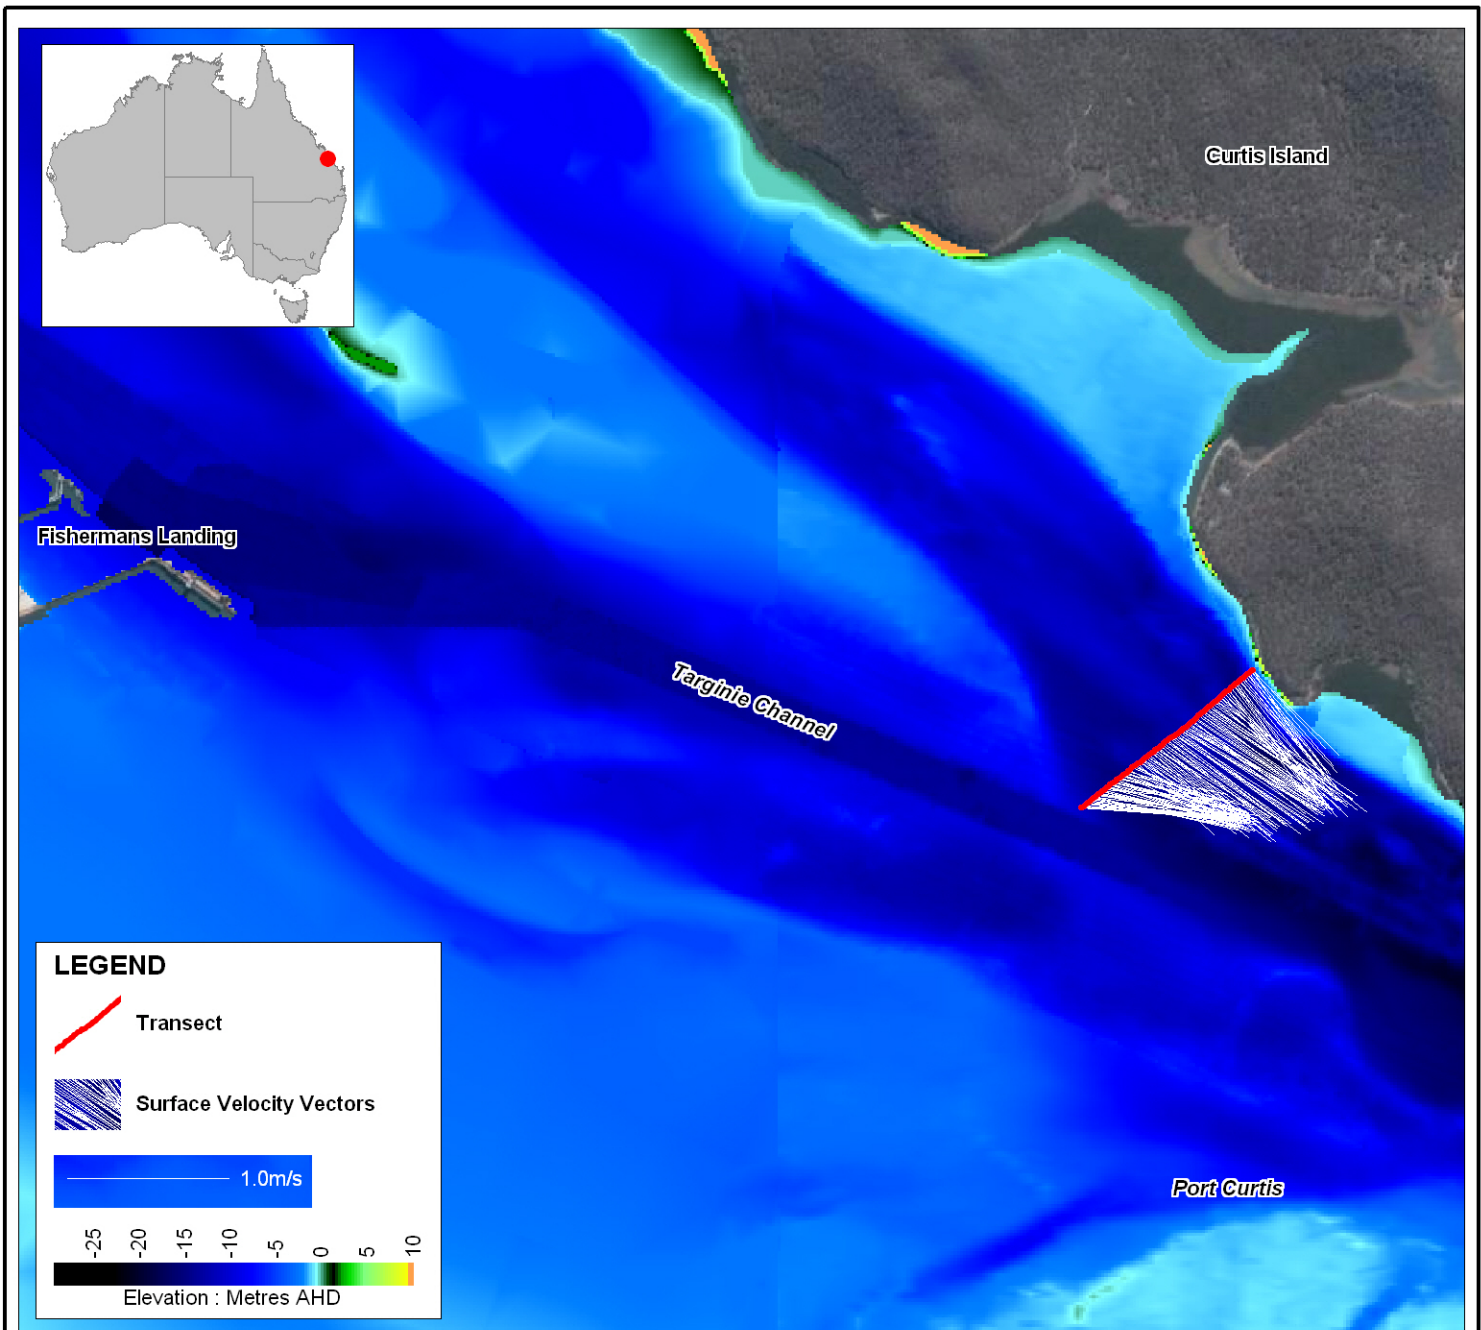 Curtis Island
Fishermans Landing
Targinie Channel
Port Curtis
LEGEND
Transect
Surface Velocity Vectors
1.0m/s
-25 -20 -15 -10 -5 0 5 10
Elevation : Metres AHD